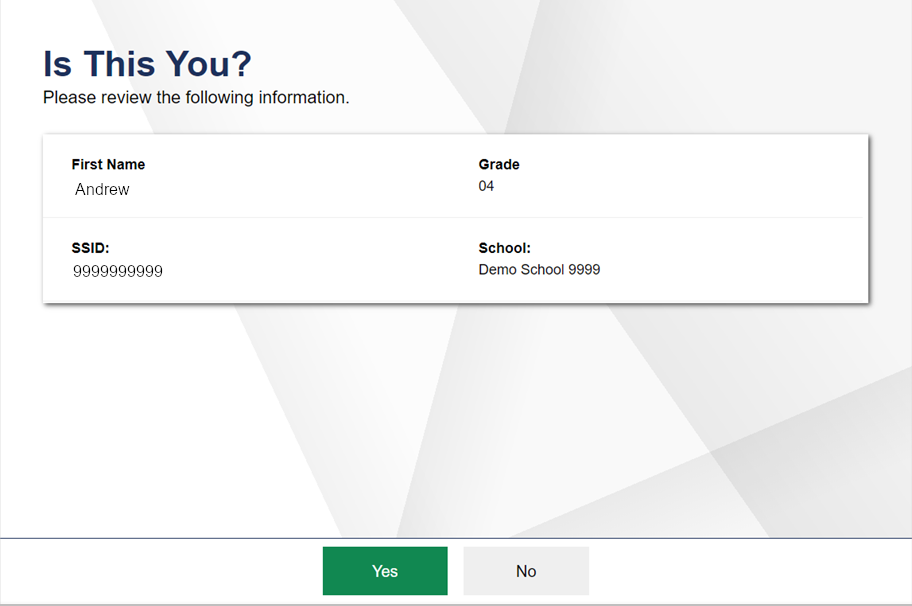 Is This You?
Please review the following information.
First Name
Andrew
Grade
04
SSID:
9999999999
School:
Demo School 9999
Yes
No